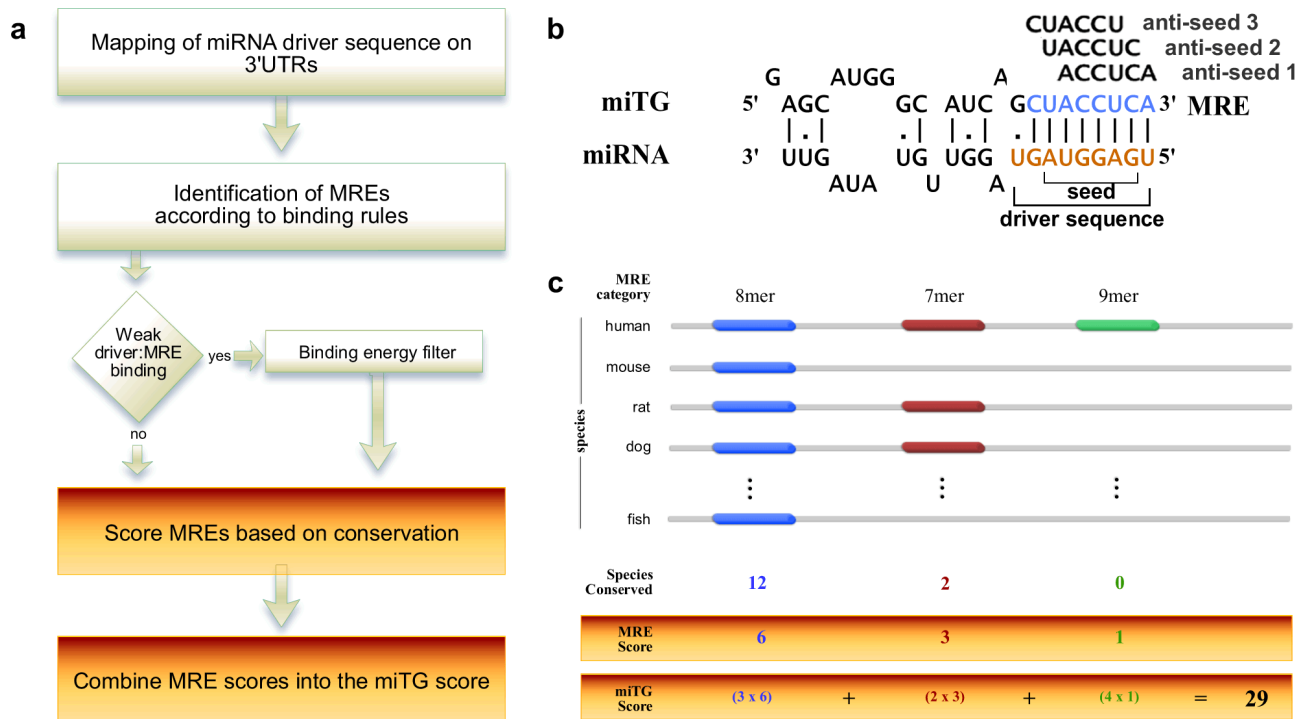 a
Mapping of miRNA driver sequence on
3'UTRs
Identification of MREs
according to binding rules
Weak
driver:MRE
binding
yes
Binding energy filter
no
Score MREs based on conservation
Combine MRE scores into the miTG score
b
CUACCU anti-seed 3
UACCUC anti-seed 2
ACCUCA anti-seed 1
G AUGG A
miTG 5' AGC GC AUC GCUACCUCA 3' MRE
miRNA 3' UUG UG UGG UGAUGGAGU 5'
AUA U A
seed
driver sequence
c
MRE
category 8mer 7mer 9mer
species
human
mouse
rat
dog
fish
Species
Conserved 12 2 0
MRE
Score 6 3 1
miTG
Score (3 x 6) + (2 x 3) + (4 x 1) = 29